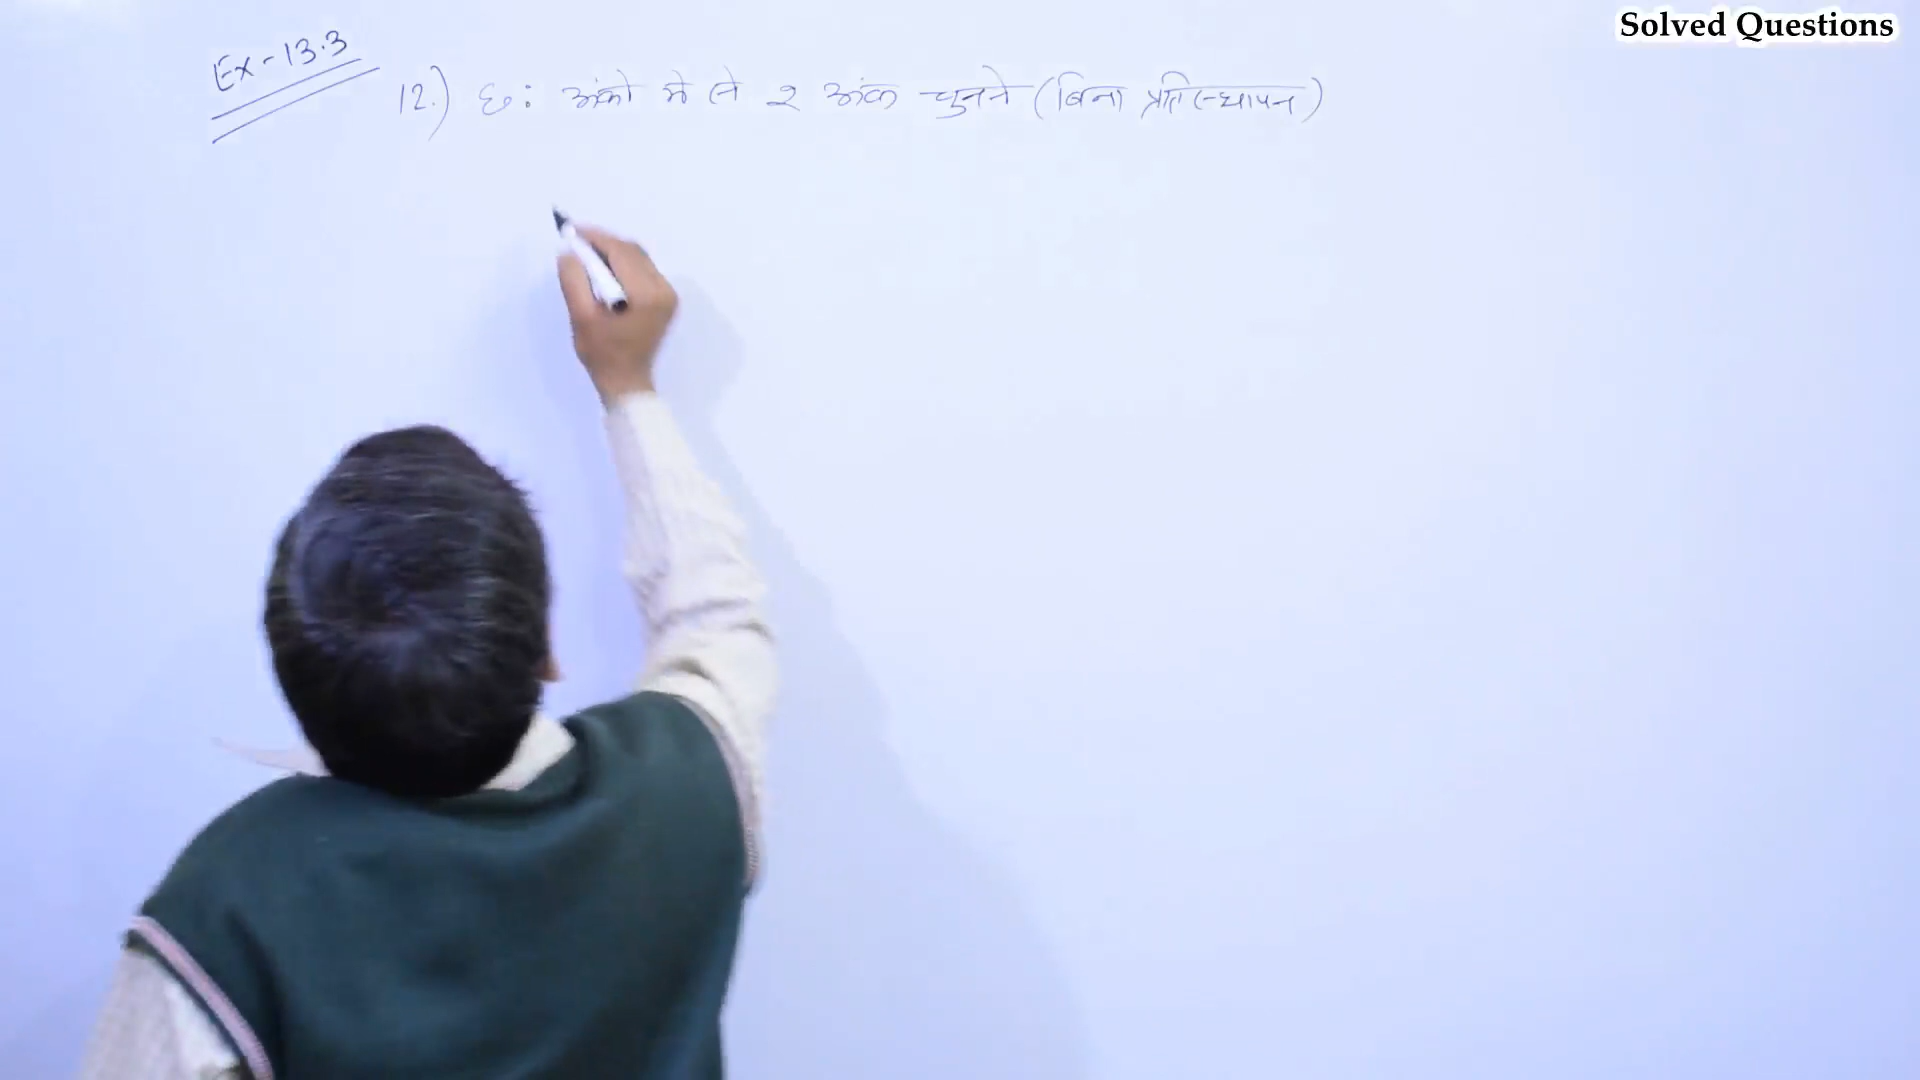 Solved Questions
Ex-13.3
12.) छः अंको मे से 2 अंक चुनने (बिना प्रतिस्थापन)